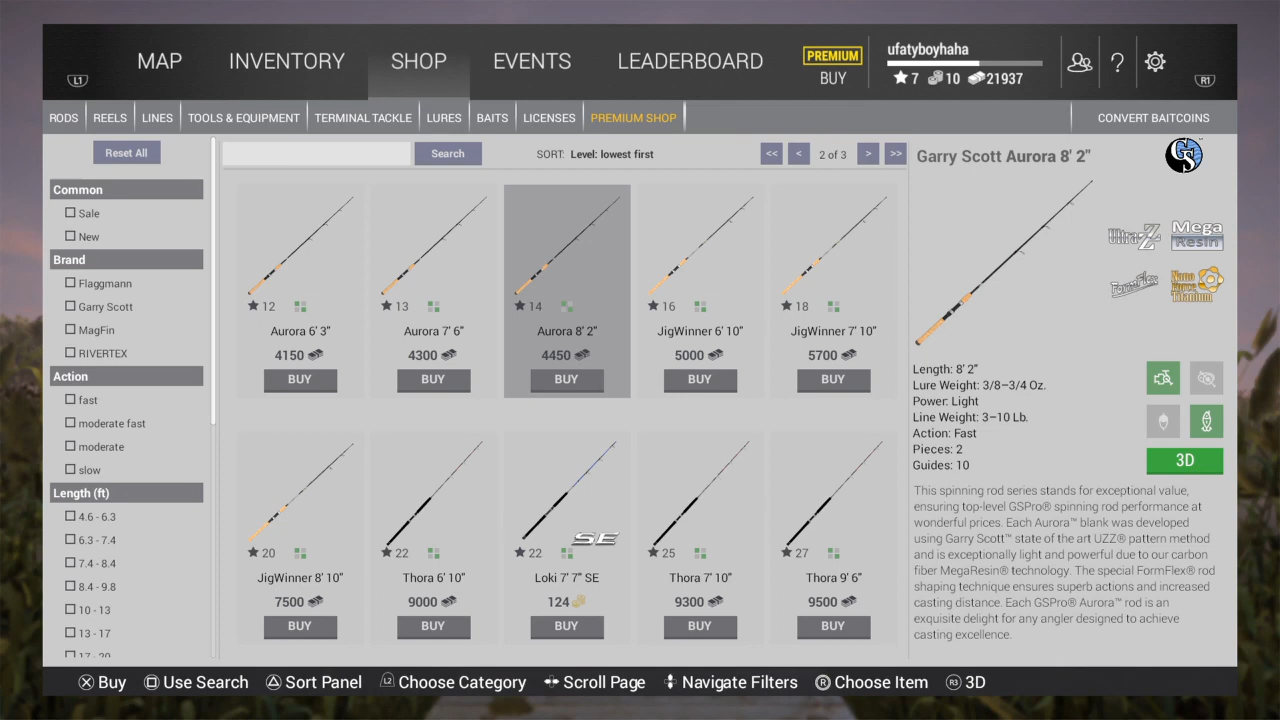 MAP INVENTORY SHOP EVENTS LEADERBOARD PREMIUM BUY ufatyboyhaha
L1 7 10 21937 ? R1
RODS REELS LINES TOOLS & EQUIPMENT TERMINAL TACKLE LURES BAITS LICENSES PREMIUM SHOP CONVERT BAITCOINS
Reset All
Common
Sale
New
Brand
Flaggmann
Garry Scott
MagFin
RIVERTEX
Action
fast
moderate fast
moderate
slow
Length (ft)
4.6 - 6.3
6.3 - 7.4
7.4 - 8.4
8.4 - 9.8
10 - 13
13 - 17
17 - 20
Search SORT: Level: lowest first << < 2 of 3 > >>
12 13 14 16 18
Aurora 6' 3" Aurora 7' 6" Aurora 8' 2" JigWinner 6' 10" JigWinner 7' 10"
4150 4300 4450 5000 5700
BUY BUY BUY BUY BUY
SE
20 22 22 25 27
JigWinner 8' 10" Thora 6' 10" Loki 7' 7" SE Thora 7' 10" Thora 9' 6"
7500 9000 124 9300 9500
BUY BUY BUY BUY BUY
Garry Scott Aurora 8' 2" GS
UltraZZ Mega Resin
FormFlex Nano Force Titanium
Length: 8' 2"
Lure Weight: 3/8–3/4 Oz.
Power: Light
Line Weight: 3–10 Lb.
Action: Fast
Pieces: 2
Guides: 10
3D
This spinning rod series stands for exceptional value,
ensuring top-level GSPro® spinning rod performance at
wonderful prices. Each Aurora™ blank was developed
using Garry Scott™ state of the art UZZ® pattern method
and is exceptionally light and powerful due to our carbon
fiber MegaResin® technology. The special FormFlex® rod
shaping technique ensures superb actions and increased
casting distance. Each GSPro® Aurora™ rod is an
exquisite delight for any angler designed to achieve
casting excellence.
Buy Use Search Sort Panel L2 Choose Category Scroll Page Navigate Filters R Choose Item R3 3D